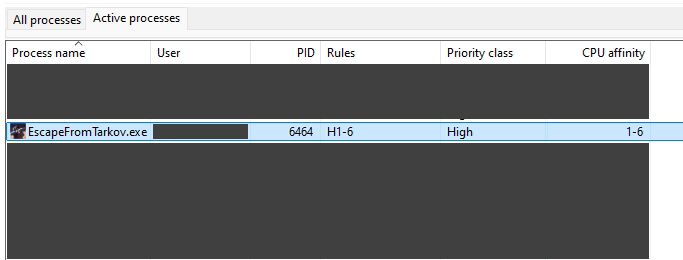 All processes Active processes
Process name User PID Rules Priority class CPU affinity
EscapeFromTarkov.exe 6464 H1-6 High 1-6